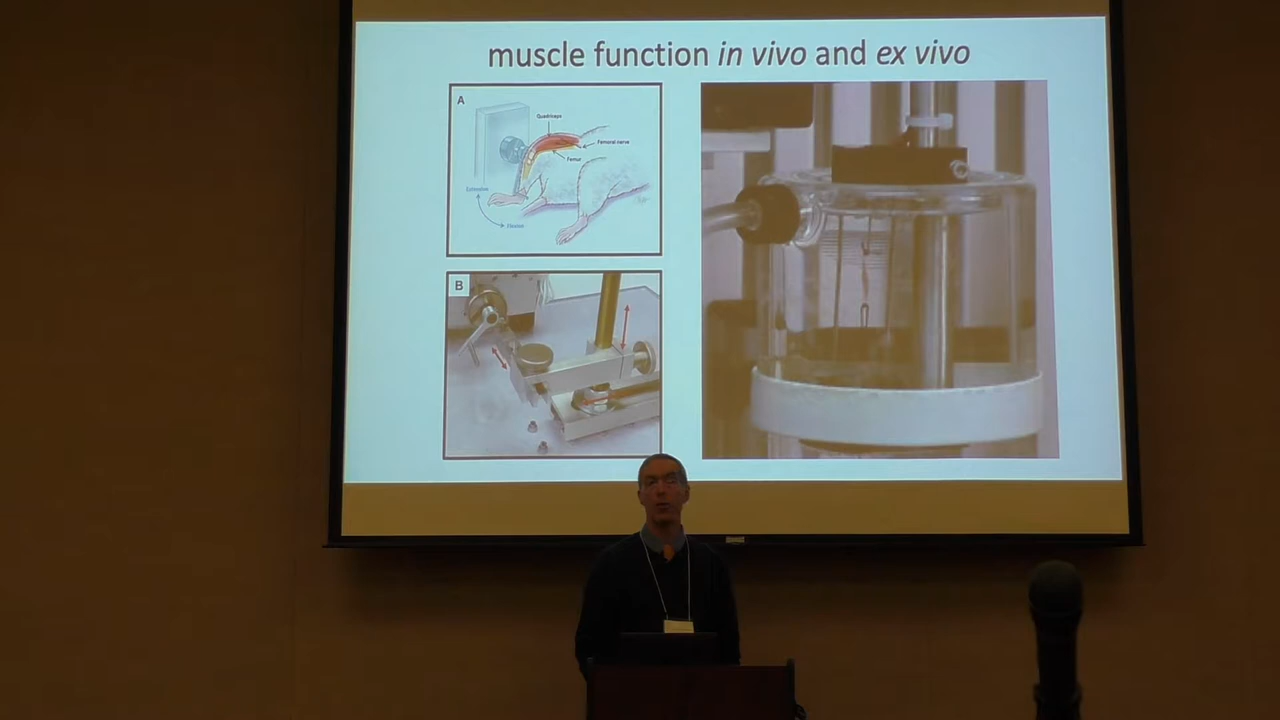 muscle function in vivo and ex vivo
A
Quadriceps
Femoral nerve
Femur
Extension
Flexion
B